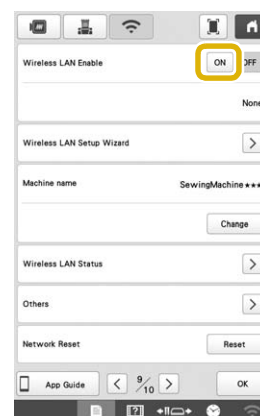 Wireless LAN Enable ON OFF
None
Wireless LAN Setup Wizard
Machine name SewingMachine★★★
Change
Wireless LAN Status
Others
Network Reset Reset
App Guide 9/10 OK